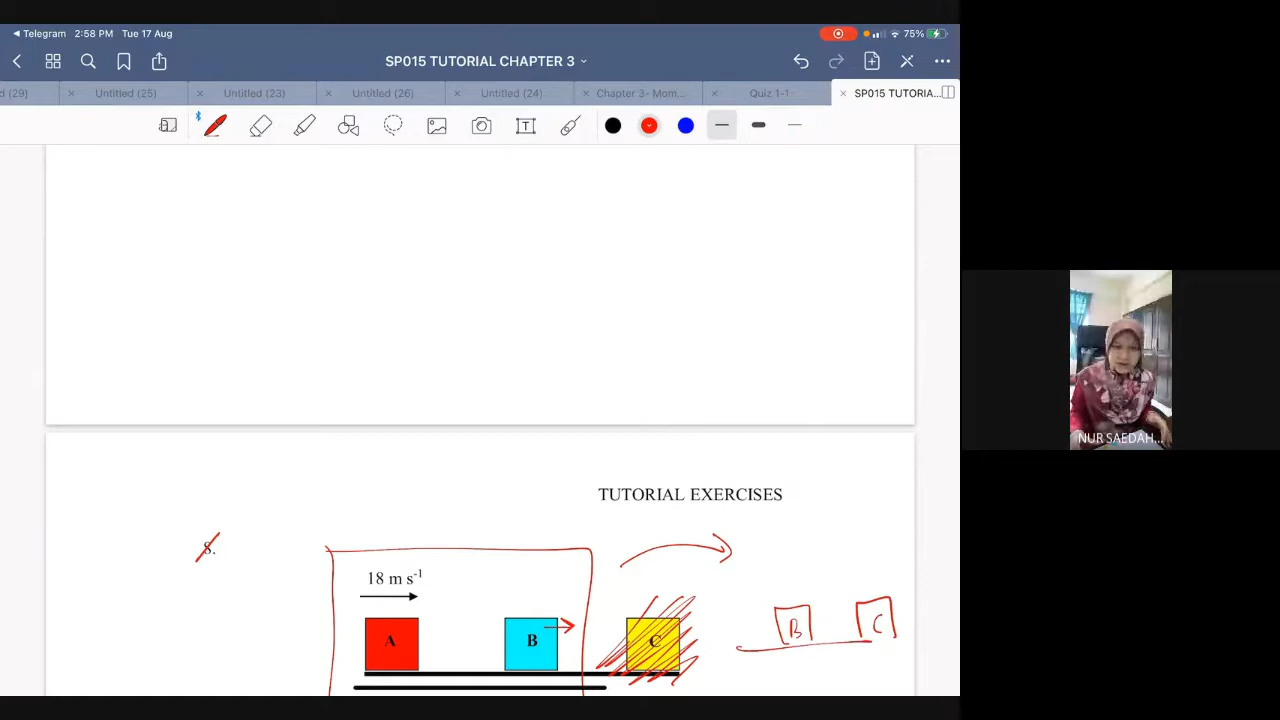 Telegram 2:58 PM Tue 17 Aug 75%
SP015 TUTORIAL CHAPTER 3
d (29) Untitled (25) Untitled (23) Untitled (26) Untitled (24) Chapter 3- Mom... Quiz 1-1 SP015 TUTORIA...
T
TUTORIAL EXERCISES
8.
18 m s⁻¹
A B C B C
NUR SAEDAH...